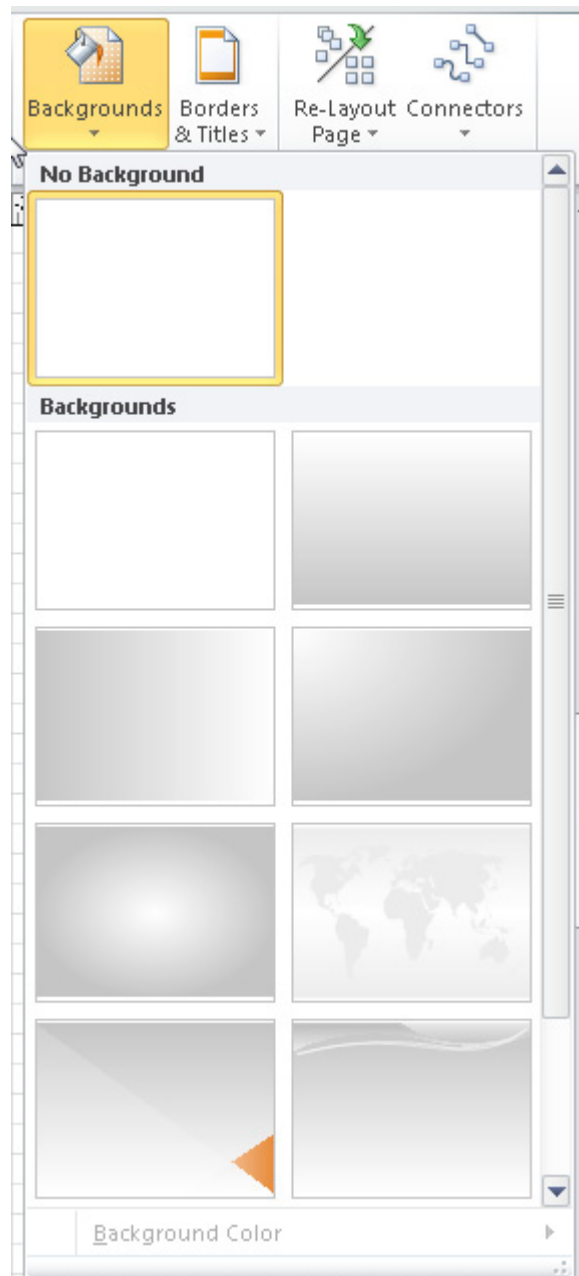 Backgrounds Borders & Titles Re-Layout Page Connectors
No Background
Backgrounds
Background Color